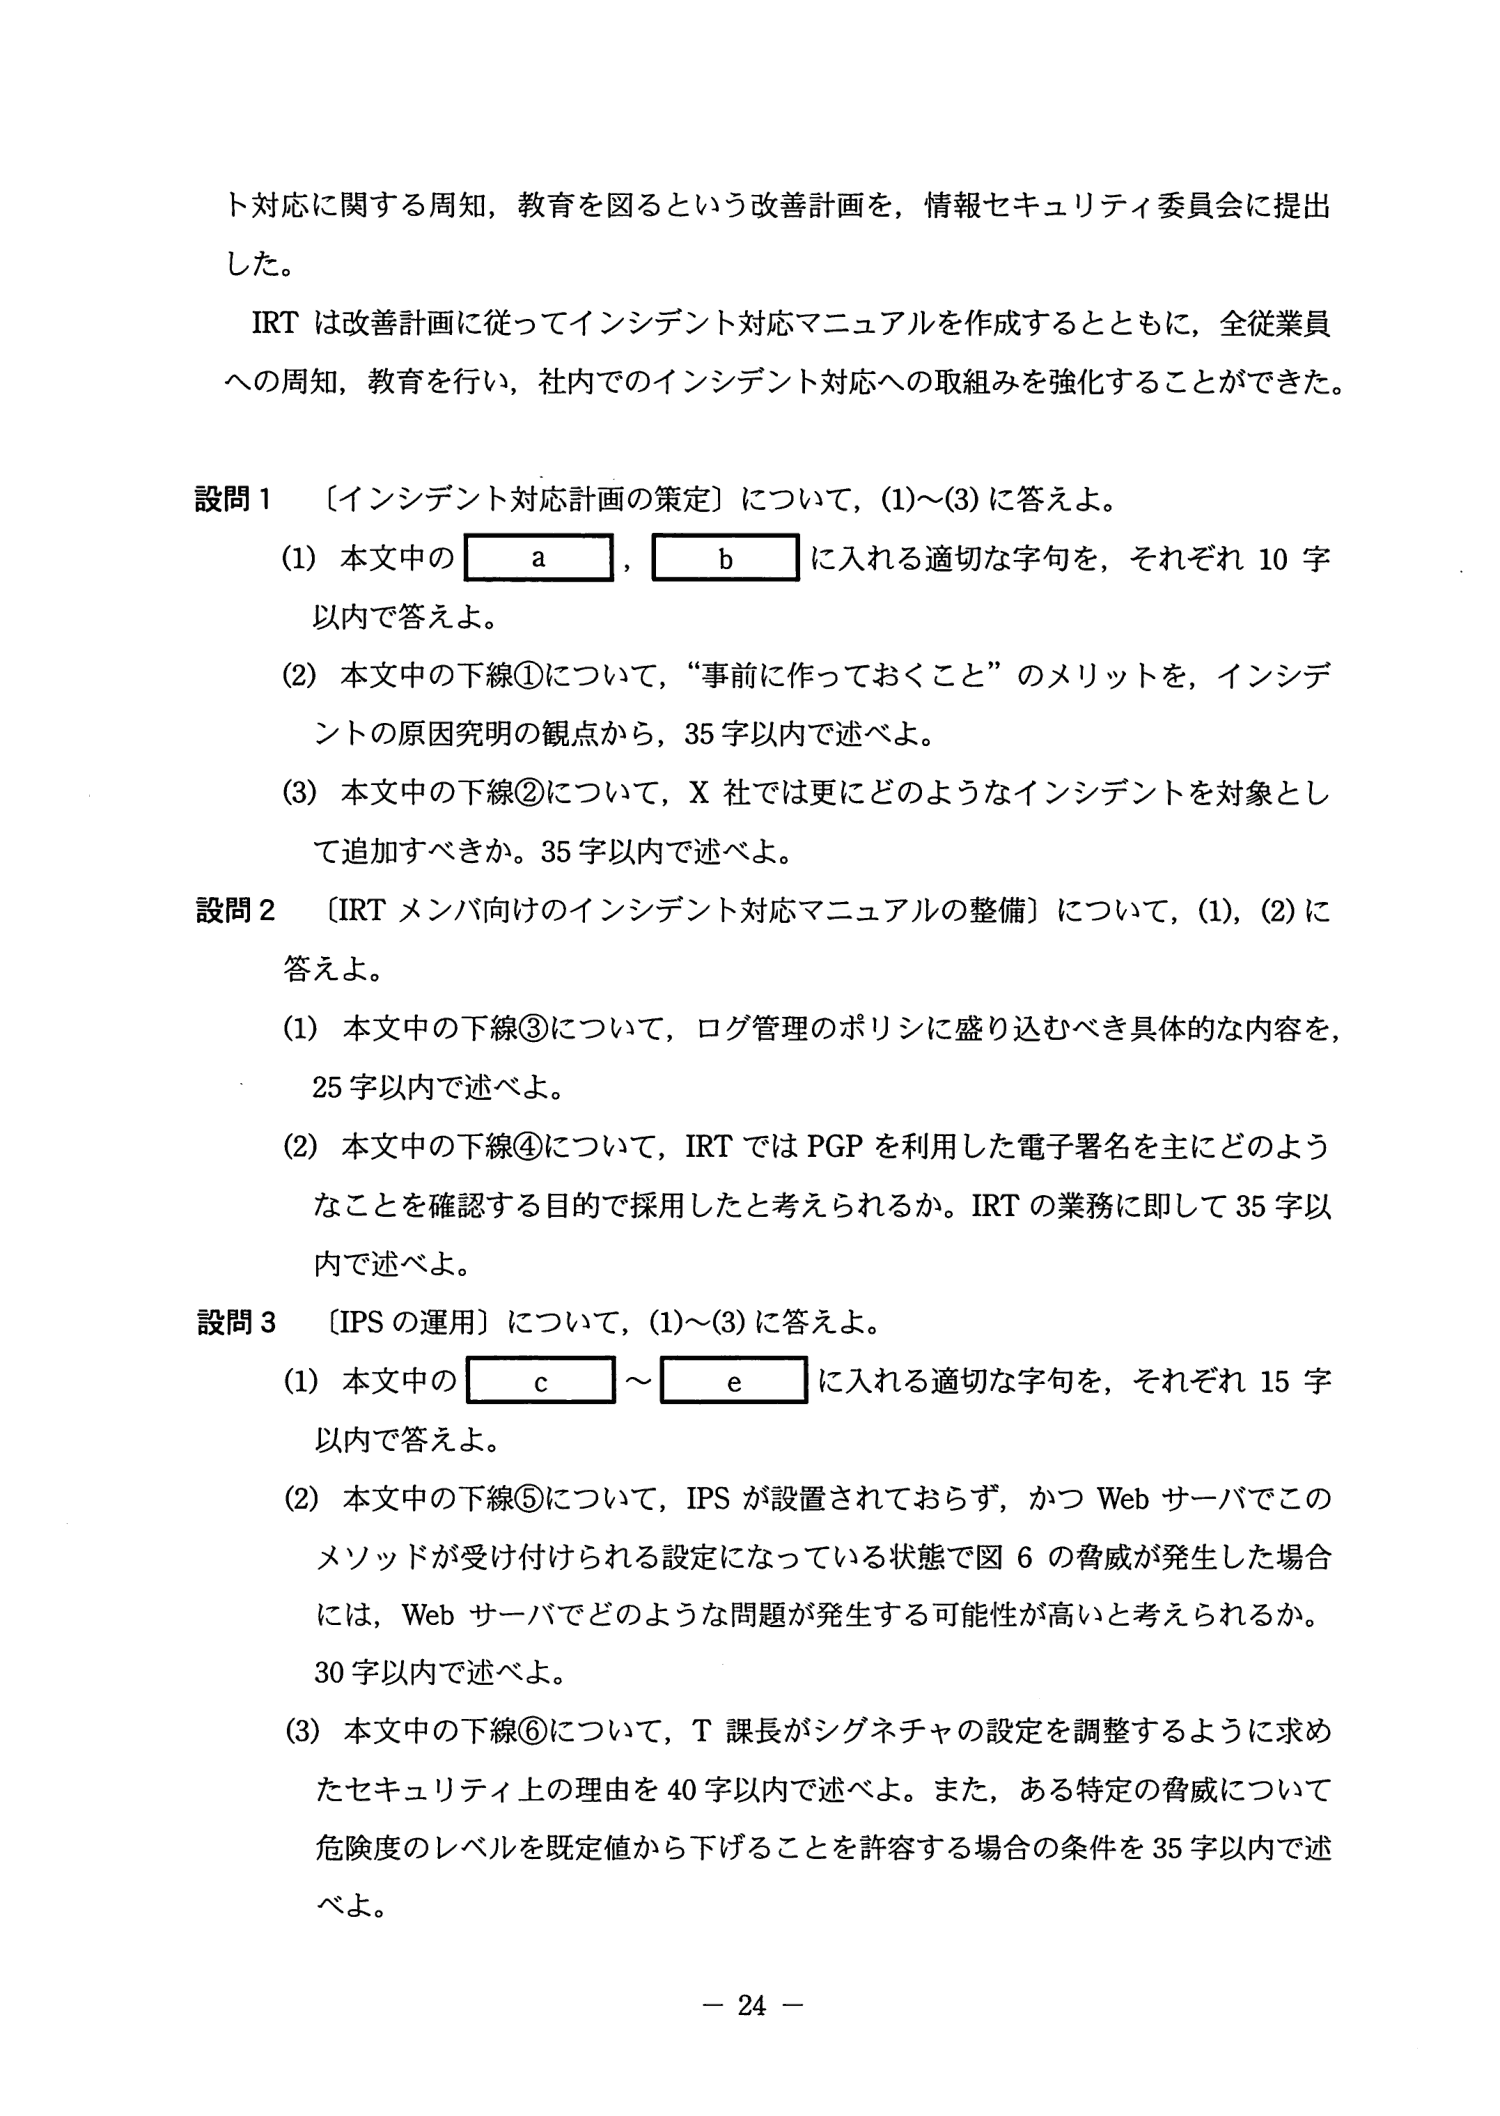 ト対応に関する周知，教育を図るという改善計画を，情報セキュリティ委員会に提出
した。
IRT は改善計画に従ってインシデント対応マニュアルを作成するとともに，全従業員
への周知，教育を行い，社内でのインシデント対応への取組みを強化することができた。
設問1 〔インシデント対応計画の策定〕について，(1)～(3) に答えよ。
(1) 本文中の a ， b に入れる適切な字句を，それぞれ 10 字
以内で答えよ。
(2) 本文中の下線①について，“事前に作っておくこと” のメリットを，インシデ
ントの原因究明の観点から，35 字以内で述べよ。
(3) 本文中の下線②について，X 社では更にどのようなインシデントを対象とし
て追加すべきか。35 字以内で述べよ。
設問2 〔IRT メンバ向けのインシデント対応マニュアルの整備〕について，(1)，(2) に
答えよ。
(1) 本文中の下線③について，ログ管理のポリシに盛り込むべき具体的な内容を，
25 字以内で述べよ。
(2) 本文中の下線④について，IRT では PGP を利用した電子署名を主にどのよう
なことを確認する目的で採用したと考えられるか。IRT の業務に即して 35 字以
内で述べよ。
設問3 〔IPS の運用〕について，(1)～(3) に答えよ。
(1) 本文中の c ～ e に入れる適切な字句を，それぞれ 15 字
以内で答えよ。
(2) 本文中の下線⑤について，IPS が設置されておらず，かつ Web サーバでこの
メソッドが受け付けられる設定になっている状態で図 6 の脅威が発生した場合
には，Web サーバでどのような問題が発生する可能性が高いと考えられるか。
30 字以内で述べよ。
(3) 本文中の下線⑥について，T 課長がシグネチャの設定を調整するように求め
たセキュリティ上の理由を 40 字以内で述べよ。また，ある特定の脅威について
危険度のレベルを既定値から下げることを許容する場合の条件を 35 字以内で述
べよ。
－ 24 －